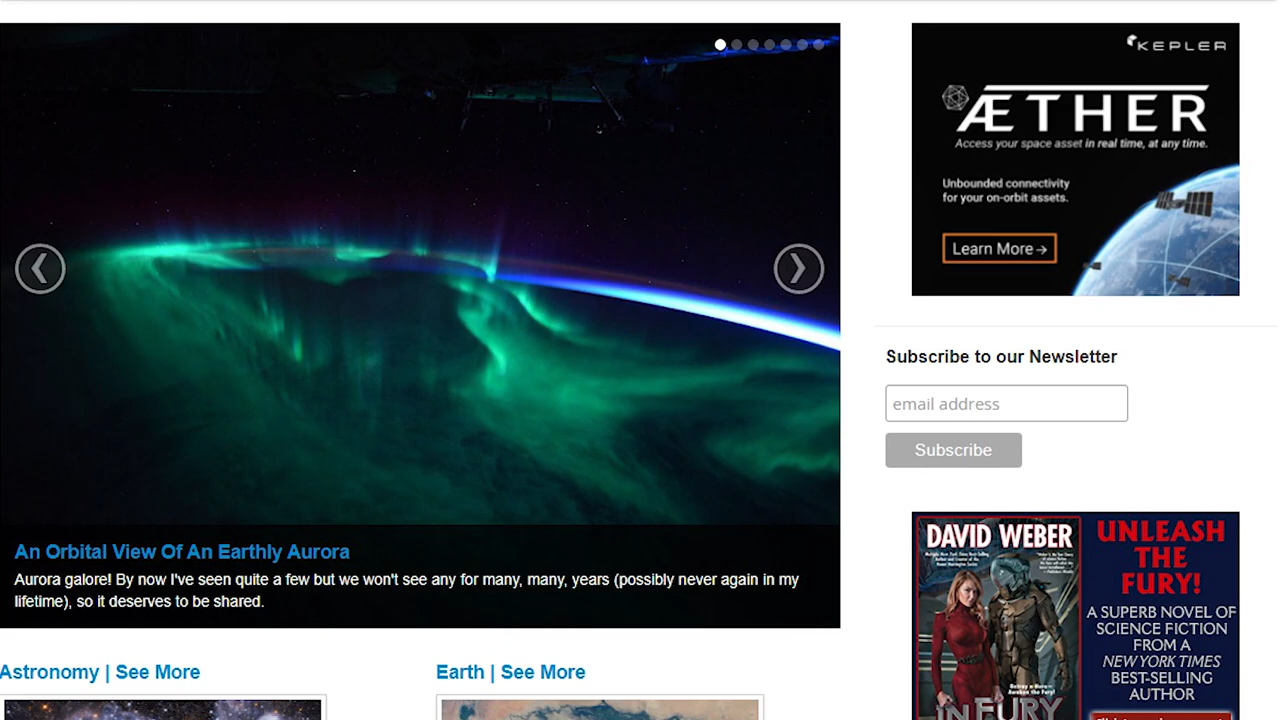 KEPLER
ÆTHER
Access your space asset in real time, at any time.
Unbounded connectivity
for your on-orbit assets.
Learn More →
Subscribe to our Newsletter
email address
Subscribe
An Orbital View Of An Earthly Aurora
Aurora galore! By now I've seen quite a few but we won't see any for many, many, years (possibly never again in my
lifetime), so it deserves to be shared.
DAVID WEBER
UNLEASH
THE
FURY!
A SUPERB NOVEL OF
SCIENCE FICTION
FROM A
NEW YORK TIMES
BEST-SELLING
AUTHOR
IN FURY
Astronomy | See More
Earth | See More